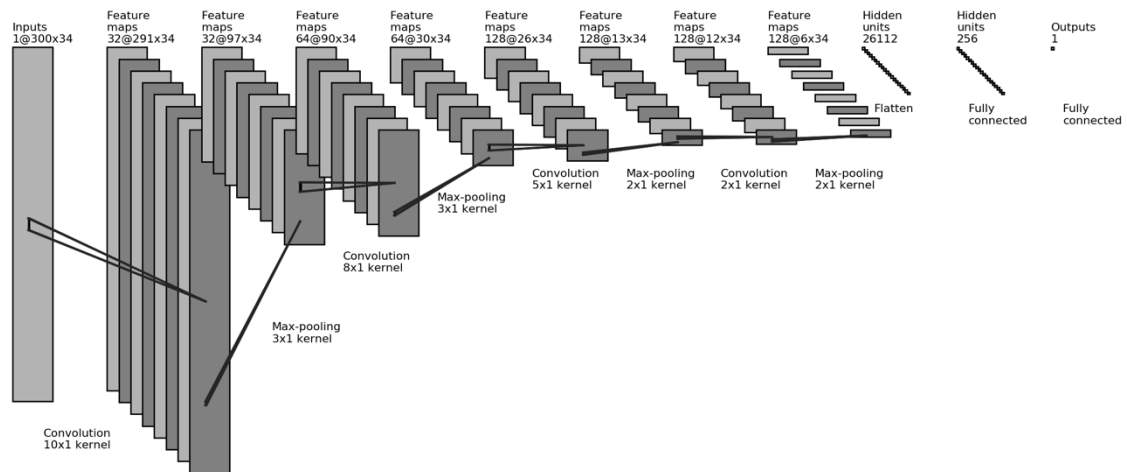 Inputs
1@300x34
Feature
maps
32@291x34
Feature
maps
32@97x34
Feature
maps
64@90x34
Feature
maps
64@30x34
Feature
maps
128@26x34
Feature
maps
128@13x34
Feature
maps
128@12x34
Feature
maps
128@6x34
Hidden
units
26112
Hidden
units
256
Outputs
1
Convolution
10x1 kernel
Max-pooling
3x1 kernel
Convolution
8x1 kernel
Max-pooling
3x1 kernel
Convolution
5x1 kernel
Max-pooling
2x1 kernel
Convolution
2x1 kernel
Max-pooling
2x1 kernel
Flatten
Fully
connected
Fully
connected